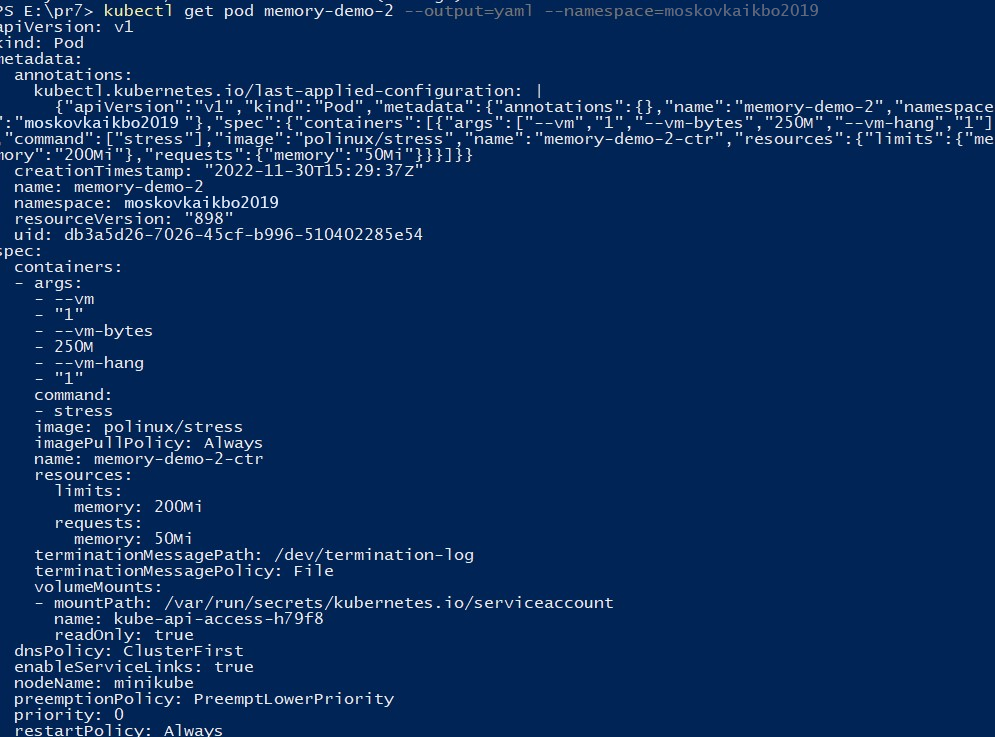 PS E:\pr7> kubectl get pod memory-demo-2 --output=yaml --namespace=moskovkaikbo2019
apiVersion: v1
kind: Pod
metadata:
  annotations:
    kubectl.kubernetes.io/last-applied-configuration: |
      {"apiVersion":"v1","kind":"Pod","metadata":{"annotations":{},"name":"memory-demo-2","namespace
":"moskovkaikbo2019 "},"spec":{"containers":[{"args":["--vm","1","--vm-bytes","250M","--vm-hang","1"]
,"command":["stress"],"image":"polinux/stress","name":"memory-demo-2-ctr","resources":{"limits":{"me
mory":"200Mi"},"requests":{"memory":"50Mi"}}}]}}
  creationTimestamp: "2022-11-30T15:29:37Z"
  name: memory-demo-2
  namespace: moskovkaikbo2019
  resourceVersion: "898"
  uid: db3a5d26-7026-45cf-b996-510402285e54
spec:
  containers:
  - args:
    - --vm
    - "1"
    - --vm-bytes
    - 250M
    - --vm-hang
    - "1"
    command:
    - stress
    image: polinux/stress
    imagePullPolicy: Always
    name: memory-demo-2-ctr
    resources:
      limits:
        memory: 200Mi
      requests:
        memory: 50Mi
    terminationMessagePath: /dev/termination-log
    terminationMessagePolicy: File
    volumeMounts:
    - mountPath: /var/run/secrets/kubernetes.io/serviceaccount
      name: kube-api-access-h79f8
      readOnly: true
  dnsPolicy: ClusterFirst
  enableServiceLinks: true
  nodeName: minikube
  preemptionPolicy: PreemptLowerPriority
  priority: 0
  restartPolicy: Always